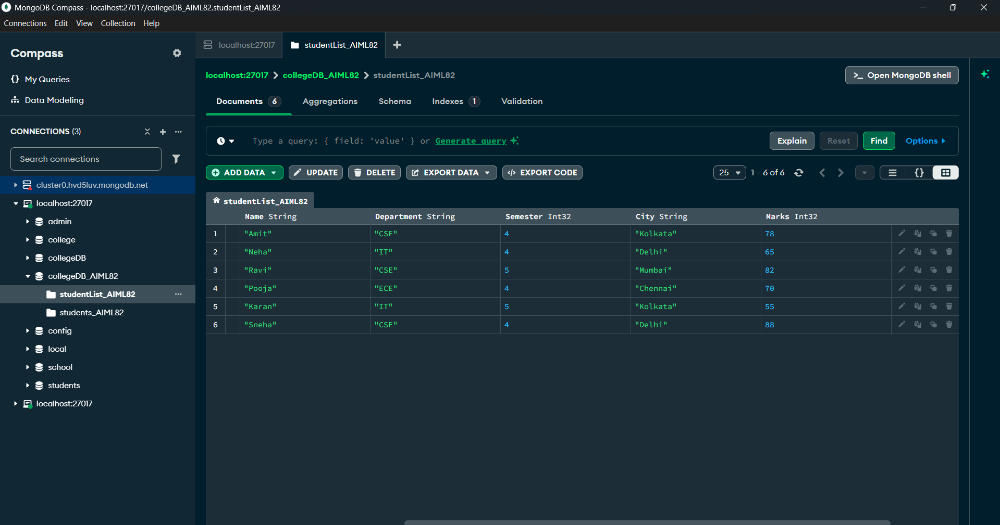 MongoDB Compass - localhost:27017/collegeDB_AIML82.studentList_AIML82
Connections Edit View Collection Help
Compass
{} My Queries
Data Modeling
CONNECTIONS (3)
Search connections
cluster0.hvd5luv.mongodb.net
localhost:27017
admin
college
collegeDB
collegeDB_AIML82
studentList_AIML82
students_AIML82
config
local
school
students
localhost:27017
localhost:27017 studentList_AIML82
localhost:27017 > collegeDB_AIML82 > studentList_AIML82
>_ Open MongoDB shell
Documents 6 Aggregations Schema Indexes 1 Validation
Type a query: { field: 'value' } or Generate query
Explain Reset Find Options
ADD DATA UPDATE DELETE EXPORT DATA </> EXPORT CODE
25 1 – 6 of 6 {}
studentList_AIML82
Name String Department String Semester Int32 City String Marks Int32
1 "Amit" "CSE" 4 "Kolkata" 78
2 "Neha" "IT" 4 "Delhi" 65
3 "Ravi" "CSE" 5 "Mumbai" 82
4 "Pooja" "ECE" 4 "Chennai" 70
5 "Karan" "IT" 5 "Kolkata" 55
6 "Sneha" "CSE" 4 "Delhi" 88